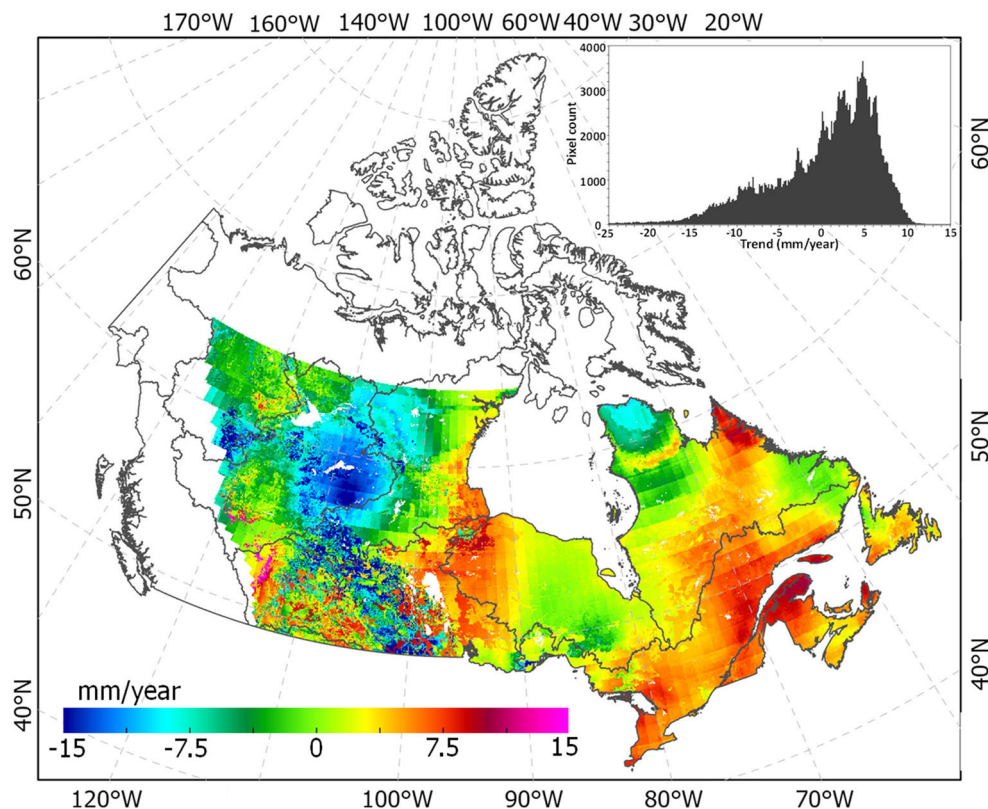 170°W 160°W 140°W 120°W 100°W 80°W 60°W 40°W 30°W 20°W
4000
3000
2000
1000
0
Pixel count
-25 -20 -15 -10 -5 0 5 10 15
Trend (mm/year)
60°N
50°N
40°N
60°N
50°N
40°N
mm/year
-15 -7.5 0 7.5 15
120°W 100°W 90°W 80°W 70°W